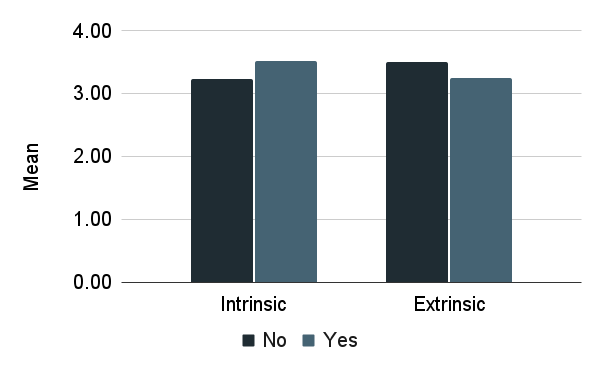 4.00
3.00
2.00
1.00
0.00
Mean
Intrinsic
Extrinsic
No
Yes